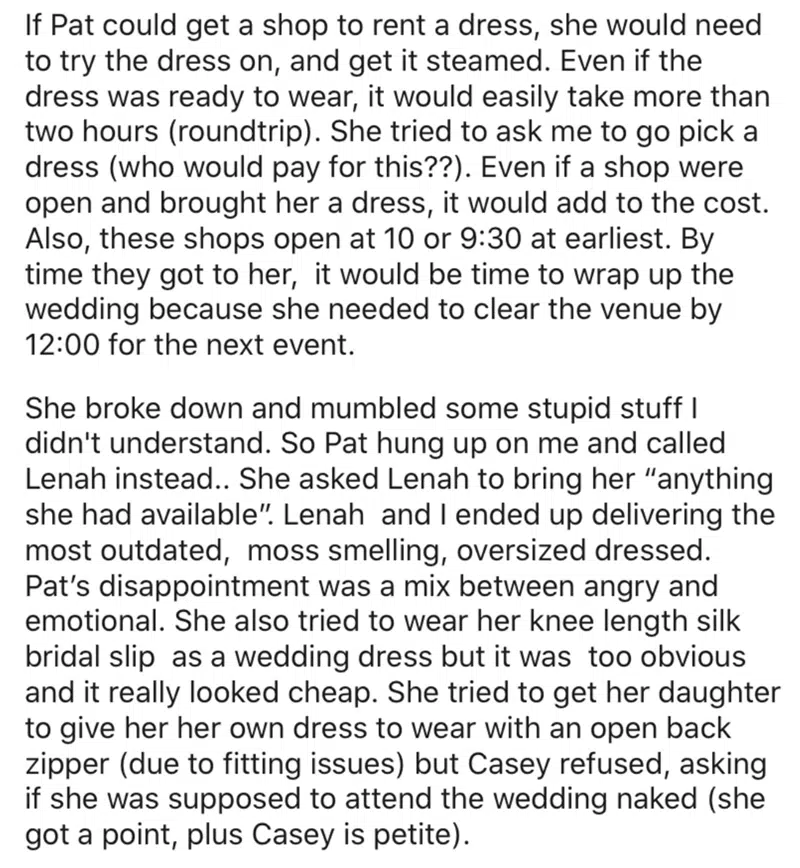 If Pat could get a shop to rent a dress, she would need
to try the dress on, and get it steamed. Even if the
dress was ready to wear, it would easily take more than
two hours (roundtrip). She tried to ask me to go pick a
dress (who would pay for this??). Even if a shop were
open and brought her a dress, it would add to the cost.
Also, these shops open at 10 or 9:30 at earliest. By
time they got to her,  it would be time to wrap up the
wedding because she needed to clear the venue by
12:00 for the next event.
She broke down and mumbled some stupid stuff I
didn't understand. So Pat hung up on me and called
Lenah instead.. She asked Lenah to bring her “anything
she had available”. Lenah  and I ended up delivering the
most outdated,  moss smelling, oversized dressed.
Pat’s disappointment was a mix between angry and
emotional. She also tried to wear her knee length silk
bridal slip  as a wedding dress but it was  too obvious
and it really looked cheap. She tried to get her daughter
to give her her own dress to wear with an open back
zipper (due to fitting issues) but Casey refused, asking
if she was supposed to attend the wedding naked (she
got a point, plus Casey is petite).